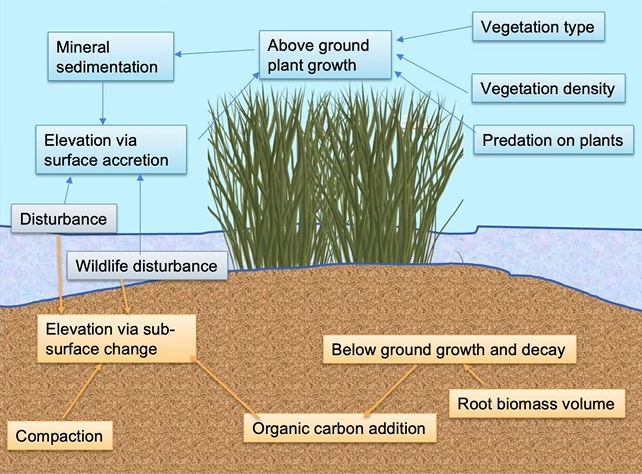 Mineral
sedimentation
Above ground
plant growth
Vegetation type
Vegetation density
Predation on plants
Elevation via
surface accretion
Disturbance
Wildlife disturbance
Elevation via sub-
surface change
Below ground growth and decay
Root biomass volume
Organic carbon addition
Compaction